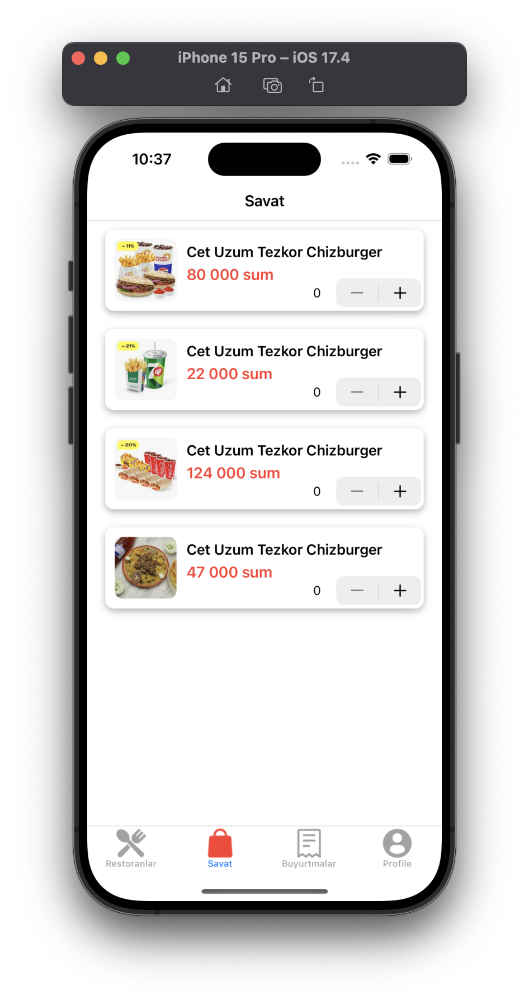 iPhone 15 Pro – iOS 17.4
10:37
Savat
– 11%
Cet Uzum Tezkor Chizburger
80 000 sum
0
– 21%
7up
EVOS
Cet Uzum Tezkor Chizburger
22 000 sum
0
– 20%
Cet Uzum Tezkor Chizburger
124 000 sum
0
Cet Uzum Tezkor Chizburger
47 000 sum
0
Restoranlar
Savat
Buyurtmalar
Profile